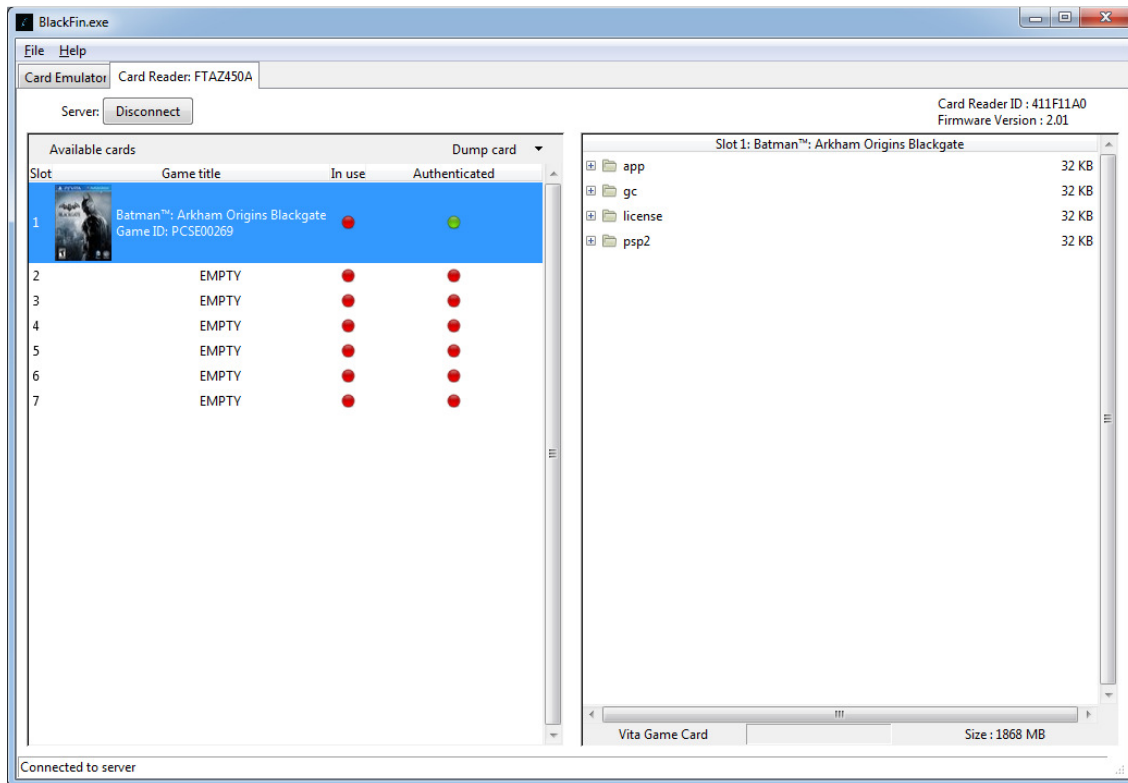 BlackFin.exe
File Help
Card Emulator Card Reader: FTAZ450A
Server: Disconnect
Card Reader ID : 411F11A0
Firmware Version : 2.01
Available cards Dump card
Slot Game title In use Authenticated
1 Batman™: Arkham Origins Blackgate
Game ID: PCSE00269
2 EMPTY
3 EMPTY
4 EMPTY
5 EMPTY
6 EMPTY
7 EMPTY
Slot 1: Batman™: Arkham Origins Blackgate
app 32 KB
gc 32 KB
license 32 KB
psp2 32 KB
Vita Game Card Size : 1868 MB
Connected to server